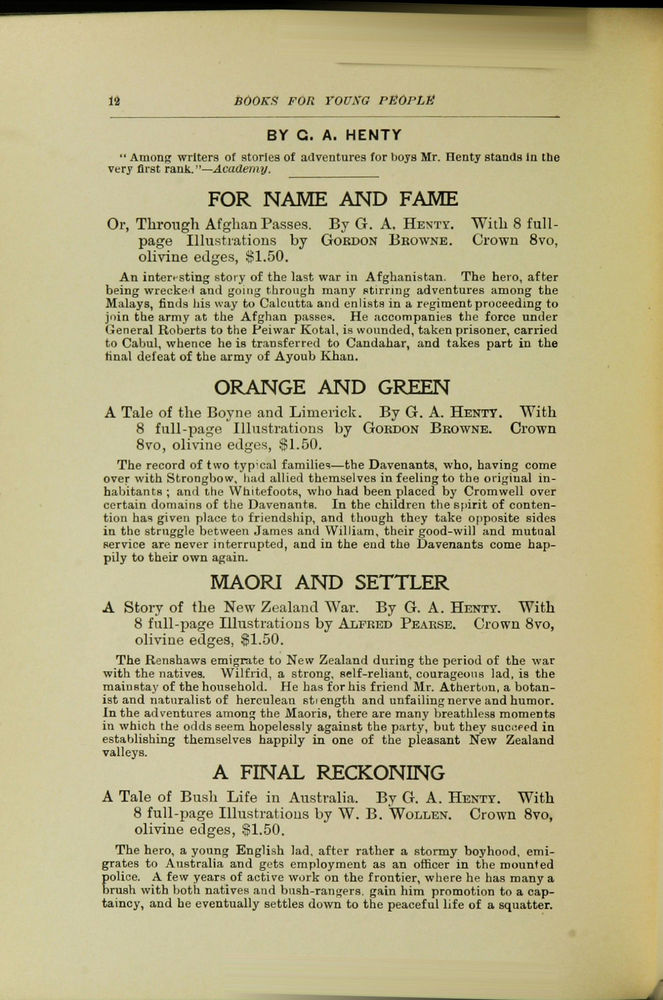 12 BOOKS FOR YOUNG PEOPLE
BY G. A. HENTY
“Among writers of stories of adventures for boys Mr. Henty stands in the
very first rank.”—Academy.
FOR NAME AND FAME
Or, Through Afghan Passes. By G. A. HENTY. With 8 full-
page Illustrations by GORDON BROWNE. Crown 8vo,
olivine edges, $1.50.
An interesting story of the last war in Afghanistan. The hero, after
being wrecked and going through many stirring adventures among the
Malays, finds his way to Calcutta and enlists in a regiment proceeding to
join the army at the Afghan passes. He accompanies the force under
General Roberts to the Peiwar Kotal, is wounded, taken prisoner, carried
to Cabul, whence he is transferred to Candahar, and takes part in the
final defeat of the army of Ayoub Khan.
ORANGE AND GREEN
A Tale of the Boyne and Limerick. By G. A. HENTY. With
8 full-page Illustrations by GORDON BROWNE. Crown
8vo, olivine edges, $1.50.
The record of two typical families—the Davenants, who, having come
over with Strongbow, had allied themselves in feeling to the original in-
habitants; and the Whitefoots, who had been placed by Cromwell over
certain domains of the Davenants. In the children the spirit of conten-
tion has given place to friendship, and though they take opposite sides
in the struggle between James and William, their good-will and mutual
service are never interrupted, and in the end the Davenants come hap-
pily to their own again.
MAORI AND SETTLER
A Story of the New Zealand War. By G. A. HENTY. With
8 full-page Illustrations by ALFRED PEARSE. Crown 8vo,
olivine edges, $1.50.
The Renshaws emigrate to New Zealand during the period of the war
with the natives. Wilfrid, a strong, self-reliant, courageous lad, is the
mainstay of the household. He has for his friend Mr. Atherton, a botan-
ist and naturalist of herculean strength and unfailing nerve and humor.
In the adventures among the Maoris, there are many breathless moments
in which the odds seem hopelessly against the party, but they succeed in
establishing themselves happily in one of the pleasant New Zealand
valleys.
A FINAL RECKONING
A Tale of Bush Life in Australia. By G. A. HENTY. With
8 full-page Illustrations by W. B. WOLLEN. Crown 8vo,
olivine edges, $1.50.
The hero, a young English lad, after rather a stormy boyhood, emi-
grates to Australia and gets employment as an officer in the mounted
police. A few years of active work on the frontier, where he has many a
brush with both natives and bush-rangers, gain him promotion to a cap-
taincy, and he eventually settles down to the peaceful life of a squatter.